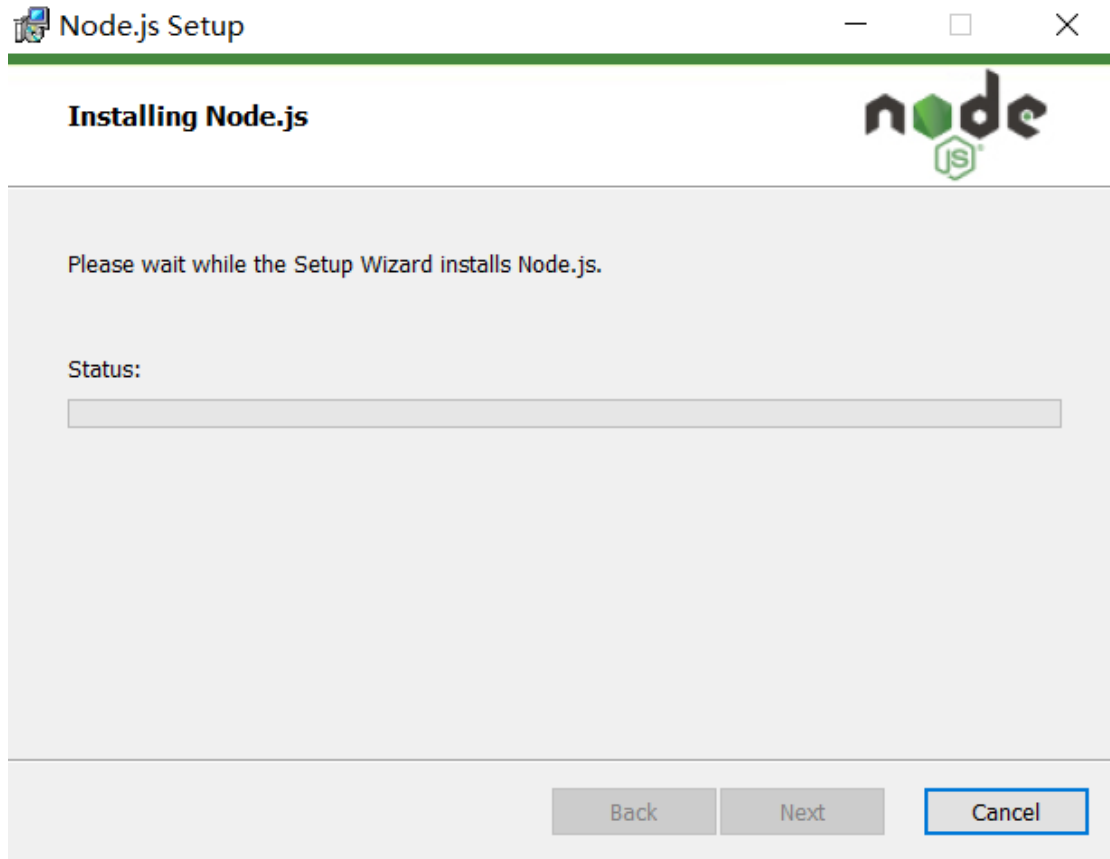 Node.js Setup
Installing Node.js
node
JS
Please wait while the Setup Wizard installs Node.js.
Status:
Back Next Cancel